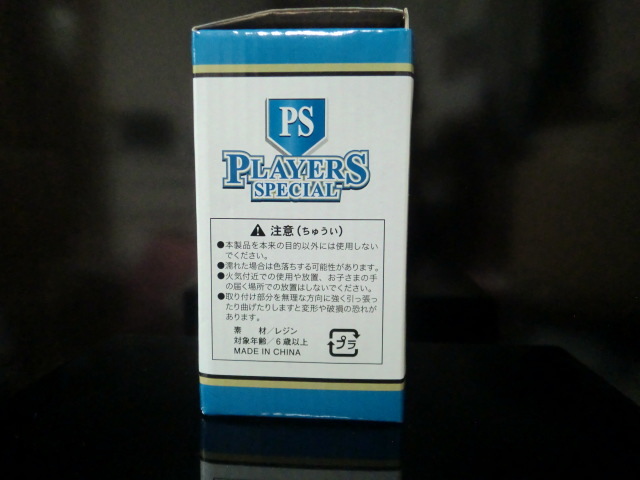 PS
PLAYERS
SPECIAL
注意(ちゅうい)
●本製品を本来の目的以外には使用しない
でください。
●濡れた場合は色落ちする可能性があります。
●火気付近での使用や放置、お子さまの手
の届く場所での放置はしないでください。
●取り付け部分を無理な方向に強く引っ張っ
たり曲げたりしますと変形や破損の恐れが
あります。
素 材/レジン
対象年齢/6歳以上
MADE IN CHINA
プラ